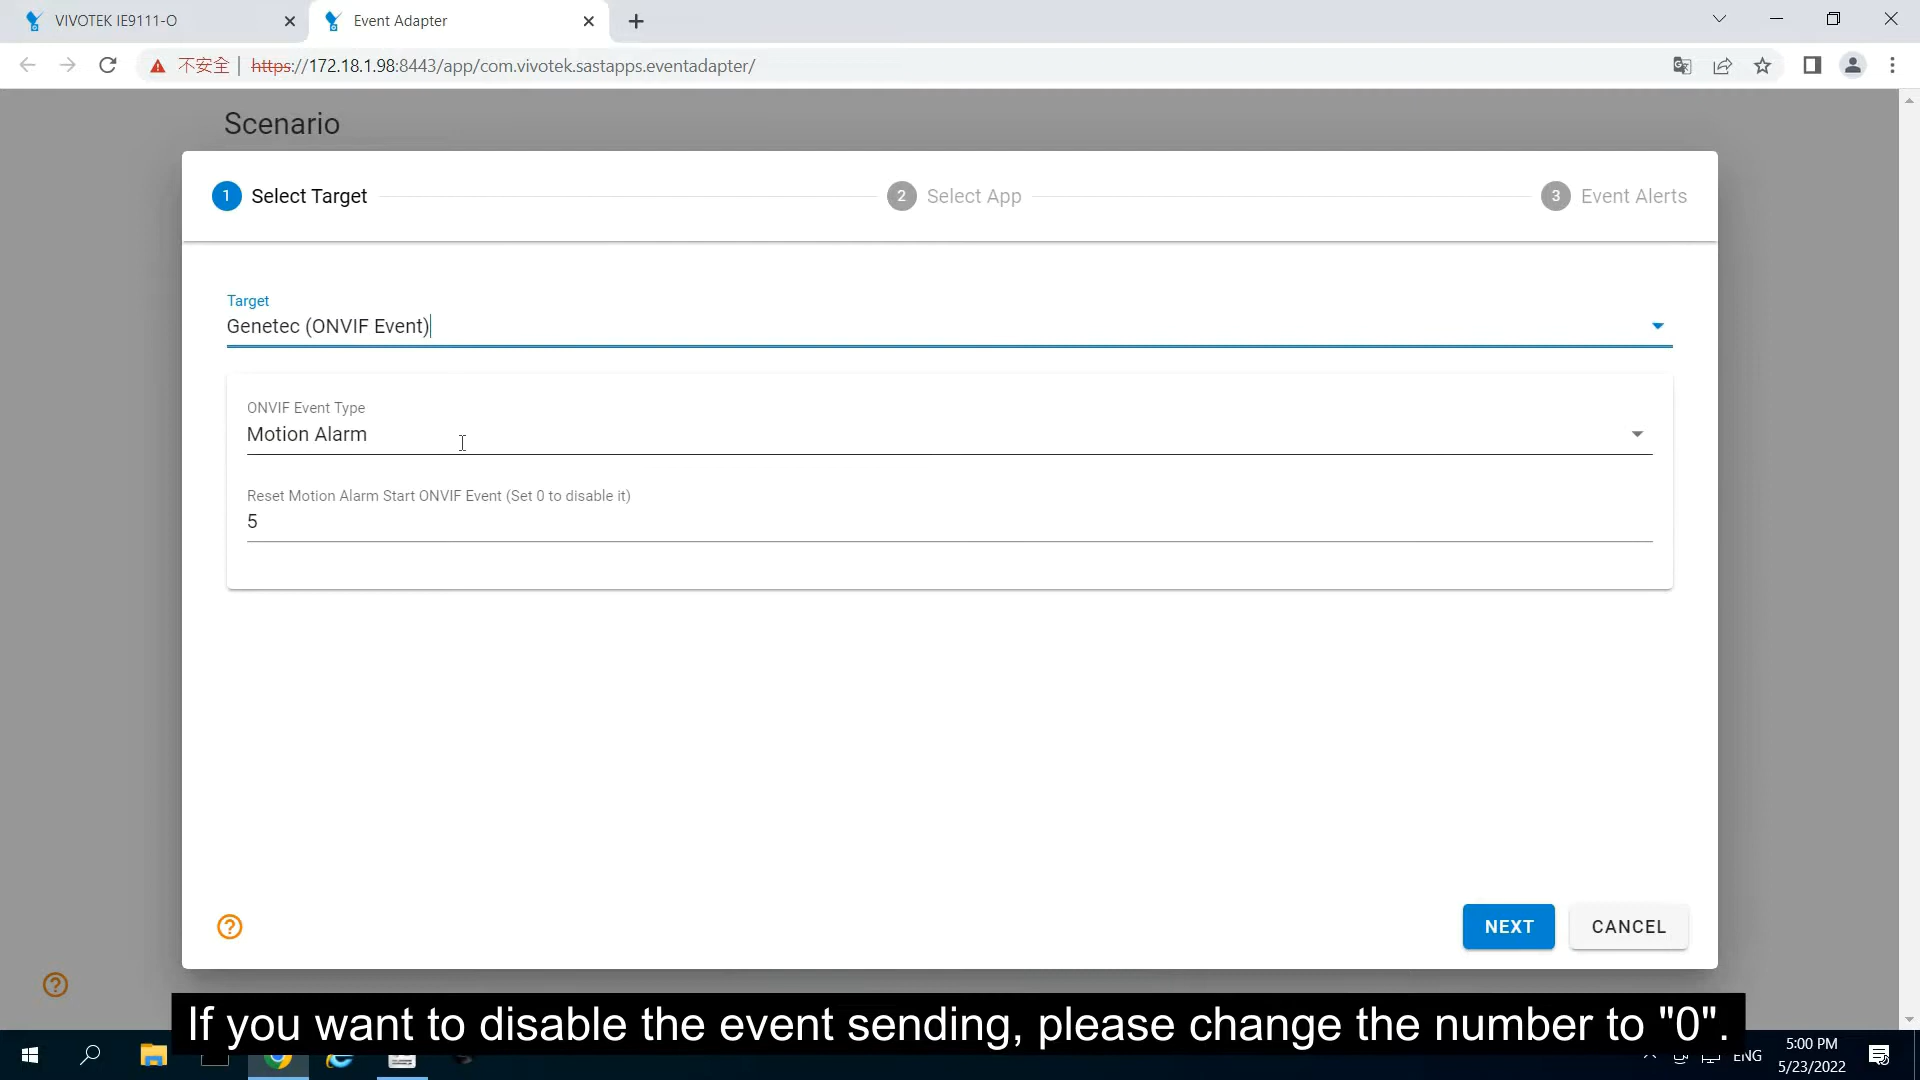 VIVOTEK IE9111-O
Event Adapter
不安全 | https://172.18.1.98:8443/app/com.vivotek.sastapps.eventadapter/
Scenario
1 Select Target
2 Select App
3 Event Alerts
Target
Genetec (ONVIF Event)
ONVIF Event Type
Motion Alarm
Reset Motion Alarm Start ONVIF Event (Set 0 to disable it)
5
NEXT
CANCEL
If you want to disable the event sending, please change the number to "0".
ENG
5:00 PM
5/23/2022